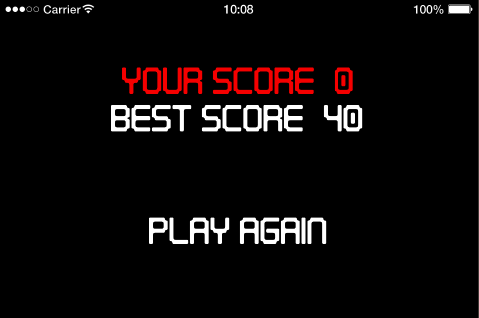 Carrier 10:08 100%
YOUR SCORE 0
BEST SCORE 40
PLAY AGAIN